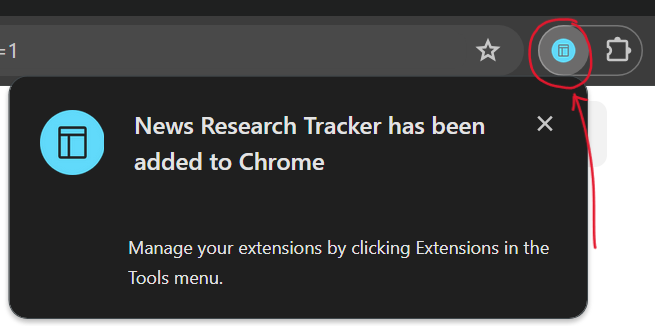 =1
News Research Tracker has been
added to Chrome
Manage your extensions by clicking Extensions in the
Tools menu.